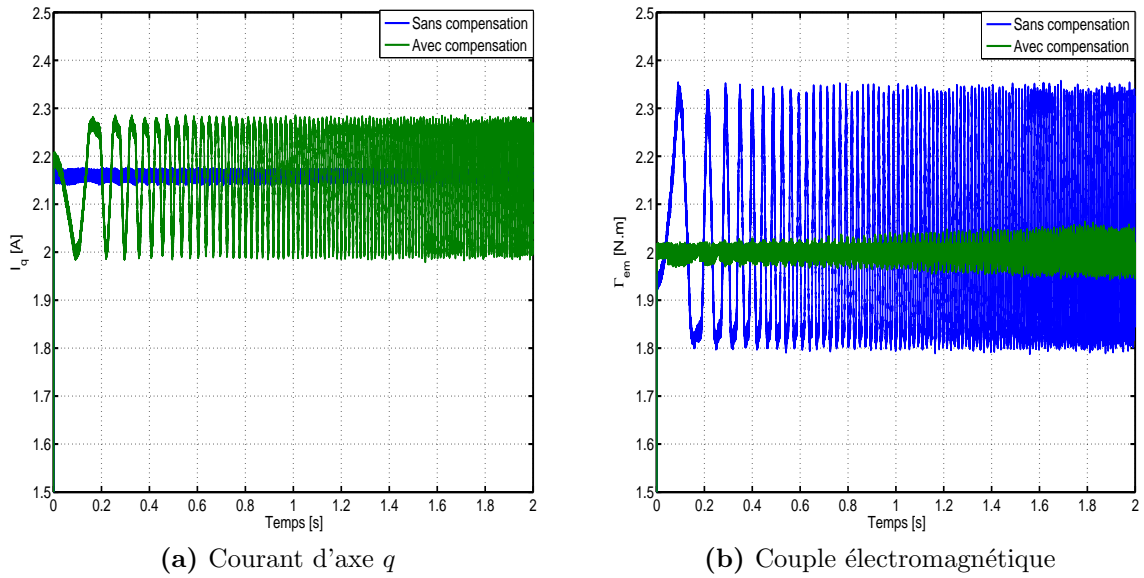 2.5
2.4
2.3
2.2
2.1
2
1.9
1.8
1.7
1.6
1.5
I_q [A]
0 0.2 0.4 0.6 0.8 1 1.2 1.4 1.6 1.8 2
Temps [s]
Sans compensation
Avec compensation
(a) Courant d'axe q
2.5
2.4
2.3
2.2
2.1
2
1.9
1.8
1.7
1.6
1.5
Γ_em [N.m]
0 0.2 0.4 0.6 0.8 1 1.2 1.4 1.6 1.8 2
Temps [s]
Sans compensation
Avec compensation
(b) Couple électromagnétique